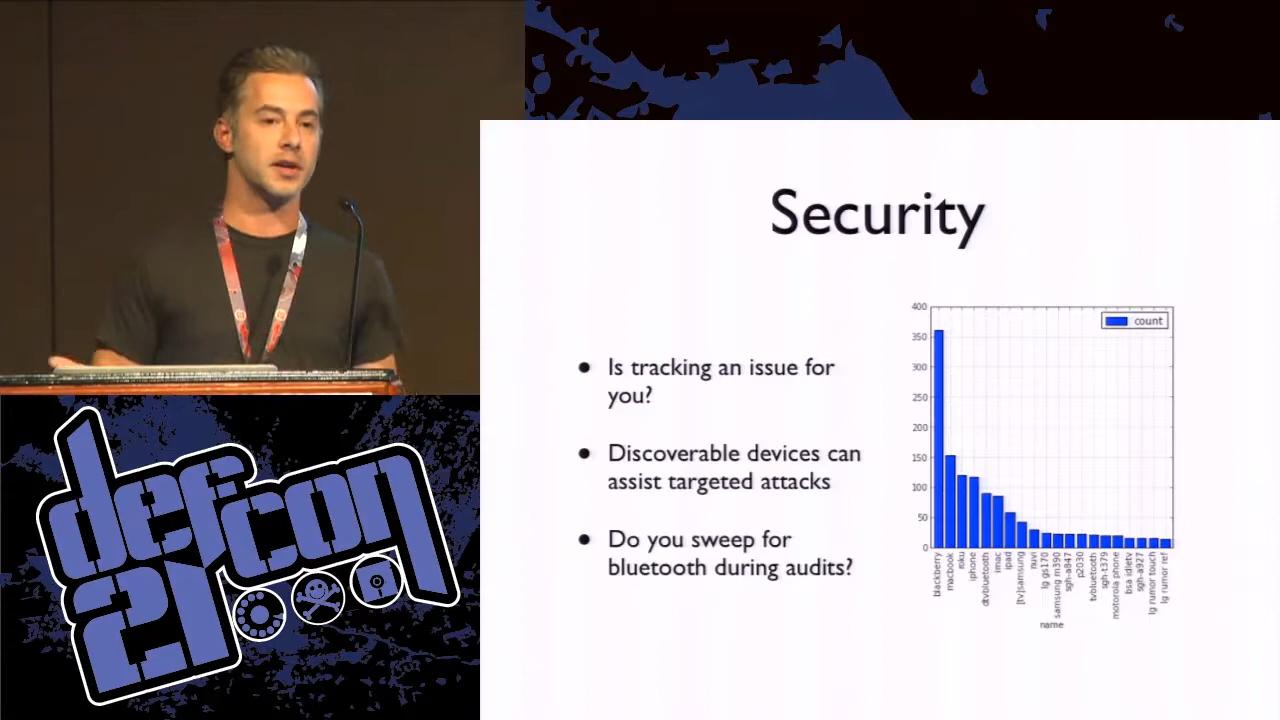 Security
Is tracking an issue for
you?
Discoverable devices can
assist targeted attacks
Do you sweep for
bluetooth during audits?
400
350
300
250
200
150
100
50
0
count
blackberry
macbook
roku
iphone
dtvbluetooth
imac
ipad
[tv]samsung
nuvi
lg gs170
samsung m390
sgh-a847
p2030
tvbluetooth
sgh-t379
motorola phone
bsa idletv
sgh-a927
lg rumor touch
lg rumor ref
name
defcon
21